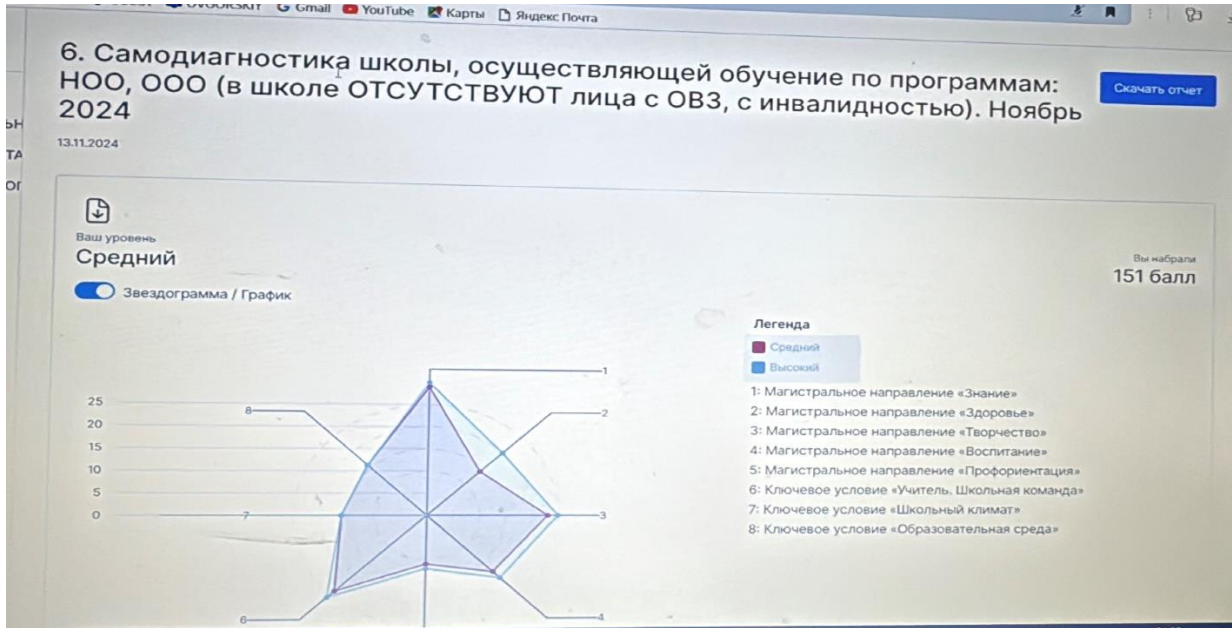 Gmail YouTube Карты Яндекс Почта
6. Самодиагностика школы, осуществляющей обучение по программам:
НОО, ООО (в школе ОТСУТСТВУЮТ лица с ОВЗ, с инвалидностью). Ноябрь
2024
Скачать отчет
13.11.2024
Ваш уровень
Средний
Вы набрали
151 балл
Звездограмма / График
Легенда
Средний
Высокий
1: Магистральное направление «Знание»
2: Магистральное направление «Здоровье»
3: Магистральное направление «Творчество»
4: Магистральное направление «Воспитание»
5: Магистральное направление «Профориентация»
6: Ключевое условие «Учитель. Школьная команда»
7: Ключевое условие «Школьный климат»
8: Ключевое условие «Образовательная среда»
25
20
15
10
5
0
1
2
3
4
6
7
8